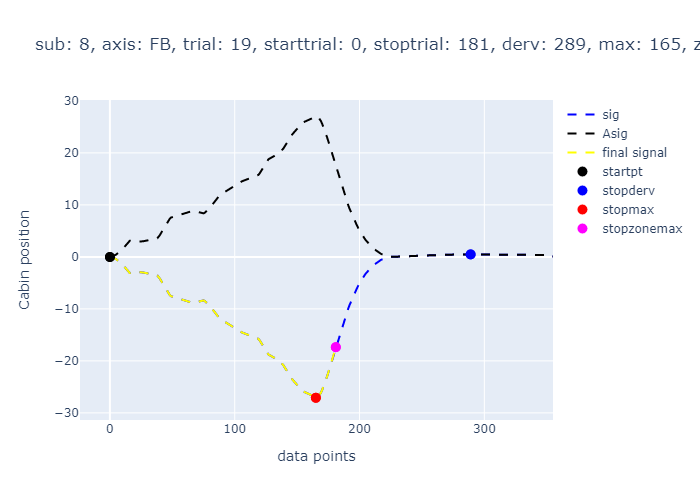 sub: 8, axis: FB, trial: 19, starttrial: 0, stoptrial: 181, derv: 289, max: 165, z
30
20
10
0
−10
−20
−30
0
100
200
300
Cabin position
data points
sig
Asig
final signal
startpt
stopderv
stopmax
stopzonemax